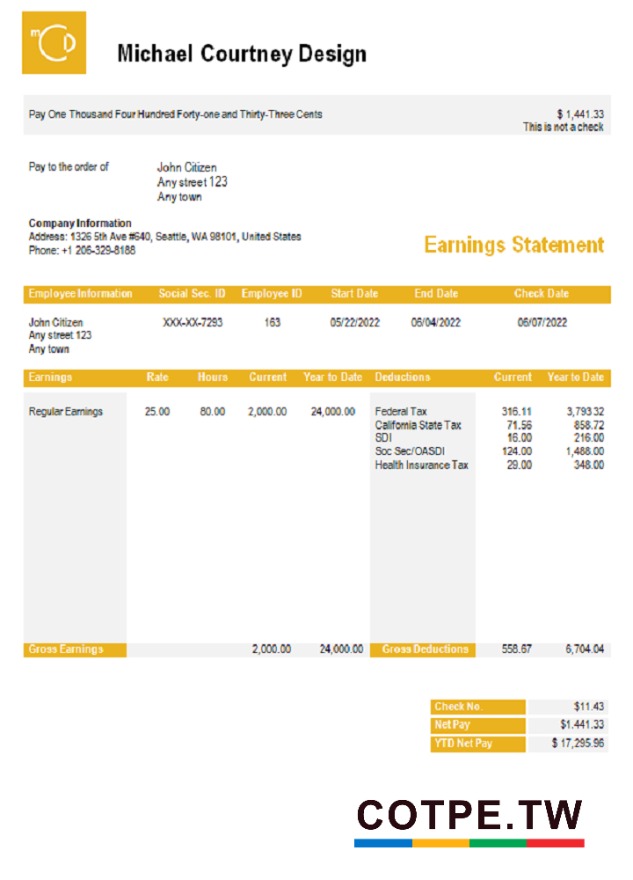 mCD
Michael Courtney Design
Pay One Thousand Four Hundred Forty-one and Thirty-Three Cents $ 1,441.33
This is not a check
Pay to the order of John Citizen
Any street 123
Any town
Company Information
Address: 1326 5th Ave #640, Seattle, WA 98101, United States
Phone: +1 206-329-8188
Earnings Statement
Employee Information Social Sec. ID Employee ID Start Date End Date Check Date
John Citizen XXX-XX-7293 163 05/22/2022 06/04/2022 06/07/2022
Any street 123
Any town
Earnings Rate Hours Current Year to Date Deductions Current Year to Date
Regular Earnings 25.00 80.00 2,000.00 24,000.00 Federal Tax 316.11 3,793.32
California State Tax 71.56 858.72
SDI 16.00 216.00
Soc Sec/OASDI 124.00 1,488.00
Health Insurance Tax 29.00 348.00
Gross Earnings 2,000.00 24,000.00 Gross Deductions 558.67 6,704.04
Check No. $11.43
Net Pay $1.441.33
YTD Net Pay $ 17,295.96
COTPE.TW